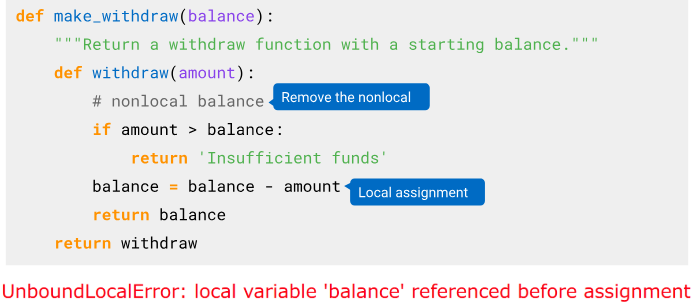 def make_withdraw(balance):
    """Return a withdraw function with a starting balance."""
    def withdraw(amount):
        # nonlocal balance Remove the nonlocal
        if amount > balance:
            return 'Insufficient funds'
        balance = balance - amount Local assignment
        return balance
    return withdraw
UnboundLocalError: local variable 'balance' referenced before assignment